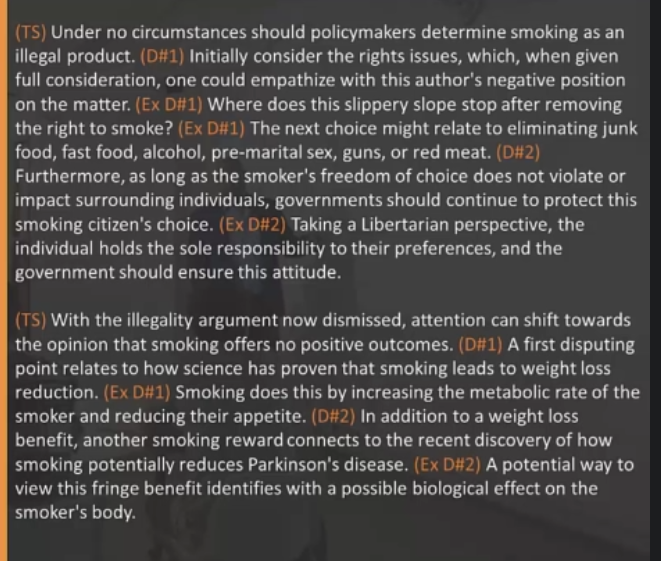 (TS) Under no circumstances should policymakers determine smoking as an
illegal product. (D#1) Initially consider the rights issues, which, when given
full consideration, one could empathize with this author's negative position
on the matter. (Ex D#1) Where does this slippery slope stop after removing
the right to smoke? (Ex D#1) The next choice might relate to eliminating junk
food, fast food, alcohol, pre-marital sex, guns, or red meat. (D#2)
Furthermore, as long as the smoker's freedom of choice does not violate or
impact surrounding individuals, governments should continue to protect this
smoking citizen's choice. (Ex D#2) Taking a Libertarian perspective, the
individual holds the sole responsibility to their preferences, and the
government should ensure this attitude.
(TS) With the illegality argument now dismissed, attention can shift towards
the opinion that smoking offers no positive outcomes. (D#1) A first disputing
point relates to how science has proven that smoking leads to weight loss
reduction. (Ex D#1) Smoking does this by increasing the metabolic rate of the
smoker and reducing their appetite. (D#2) In addition to a weight loss
benefit, another smoking reward connects to the recent discovery of how
smoking potentially reduces Parkinson's disease. (Ex D#2) A potential way to
view this fringe benefit identifies with a possible biological effect on the
smoker's body.